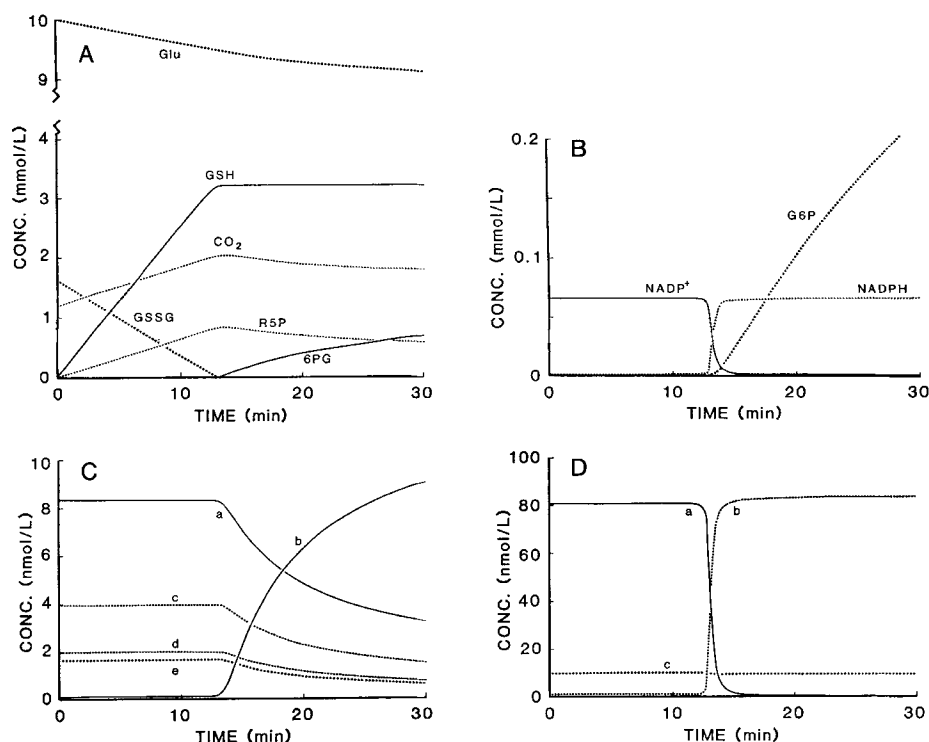 A
10
9
4
3
2
1
0
CONC. (mmol/L)
Glu
GSH
CO₂
GSSG
R5P
6PG
0 10 20 30
TIME (min)
B
0.2
0.1
0
CONC. (mmol/L)
G6P
NADP⁺
NADPH
0 10 20 30
TIME (min)
C
10
8
6
4
2
0
CONC. (nmol/L)
a
b
c
d
e
0 10 20 30
TIME (min)
D
100
80
60
40
20
0
CONC. (nmol/L)
a
b
c
0 10 20 30
TIME (min)